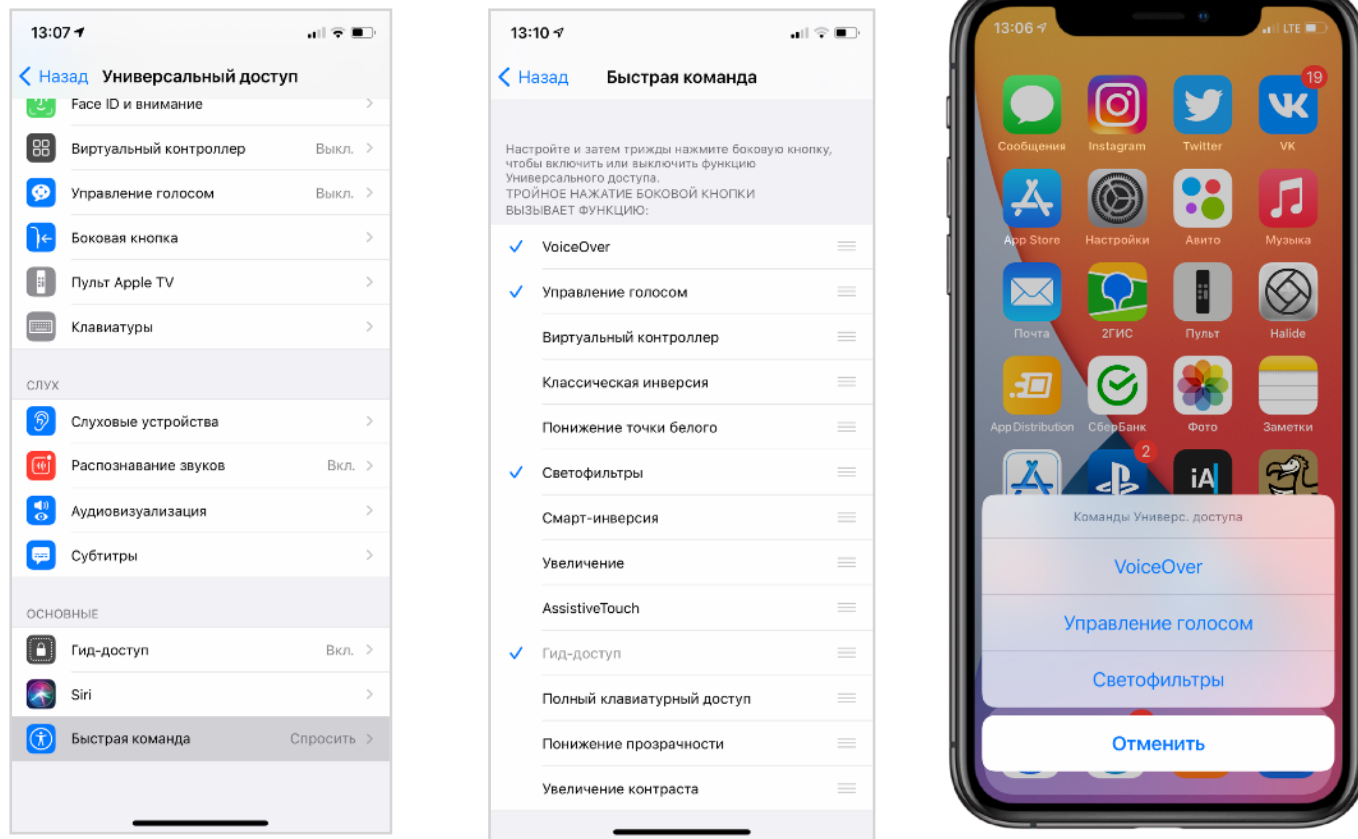 13:07
Назад Универсальный доступ
Face ID и внимание
Виртуальный контроллер Выкл.
Управление голосом Выкл.
Боковая кнопка
Пульт Apple TV
Клавиатуры
СЛУХ
Слуховые устройства
Распознавание звуков Вкл.
Аудиовизуализация
Субтитры
ОСНОВНЫЕ
Гид-доступ Вкл.
Siri
Быстрая команда Спросить
13:10
Назад Быстрая команда
Настройте и затем трижды нажмите боковую кнопку,
чтобы включить или выключить функцию
Универсального доступа.
ТРОЙНОЕ НАЖАТИЕ БОКОВОЙ КНОПКИ
ВЫЗЫВАЕТ ФУНКЦИЮ:
VoiceOver
Управление голосом
Виртуальный контроллер
Классическая инверсия
Понижение точки белого
Светофильтры
Смарт-инверсия
Увеличение
AssistiveTouch
Гид-доступ
Полный клавиатурный доступ
Понижение прозрачности
Увеличение контраста
13:06 LTE
19
Сообщения Instagram Twitter VK
App Store Настройки Авито Музыка
Почта 2ГИС Пульт Halide
App Distribution СберБанк Фото Заметки
2
iA
Команды Универс. доступа
VoiceOver
Управление голосом
Светофильтры
Отменить